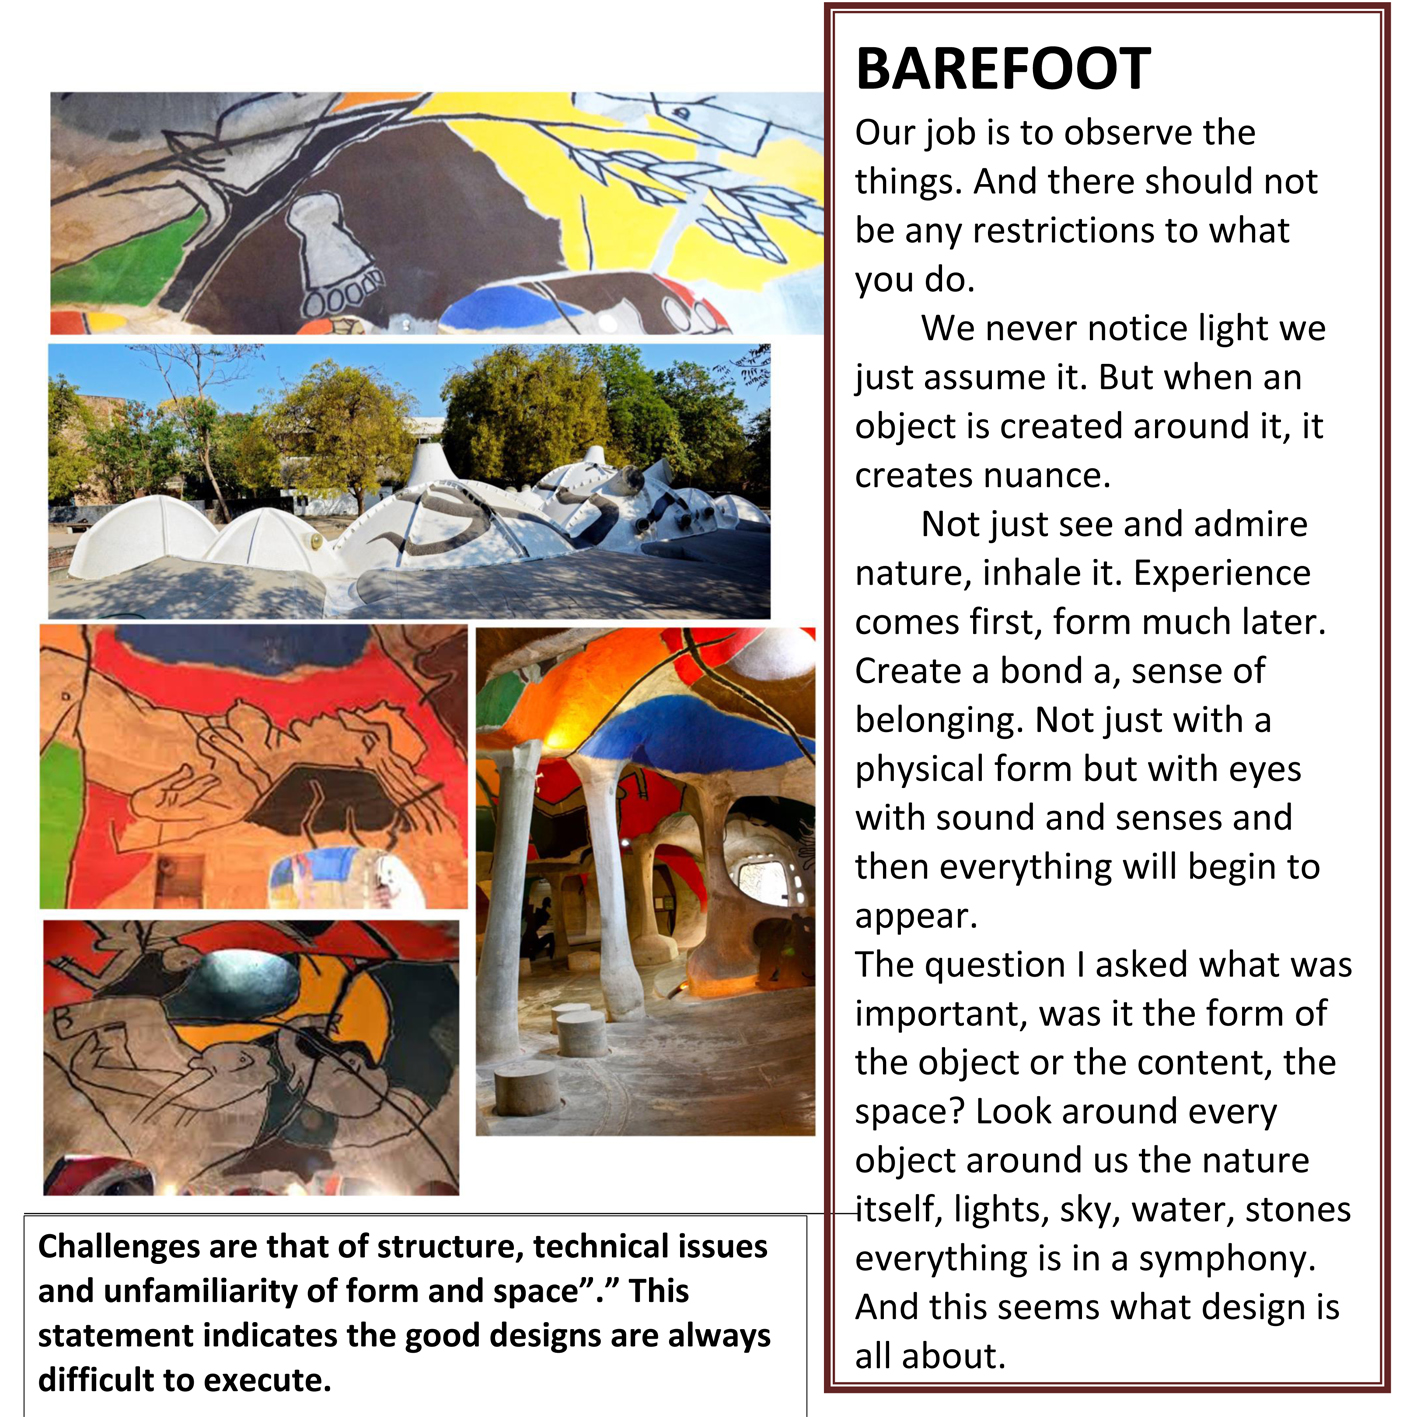 BAREFOOT
Our job is to observe the
things. And there should not
be any restrictions to what
you do.
We never notice light we
just assume it. But when an
object is created around it, it
creates nuance.
Not just see and admire
nature, inhale it. Experience
comes first, form much later.
Create a bond a, sense of
belonging. Not just with a
physical form but with eyes
with sound and senses and
then everything will begin to
appear.
The question I asked what was
important, was it the form of
the object or the content, the
space? Look around every
object around us the nature
itself, lights, sky, water, stones
everything is in a symphony.
And this seems what design is
all about.
Challenges are that of structure, technical issues
and unfamiliarity of form and space”.” This
statement indicates the good designs are always
difficult to execute.